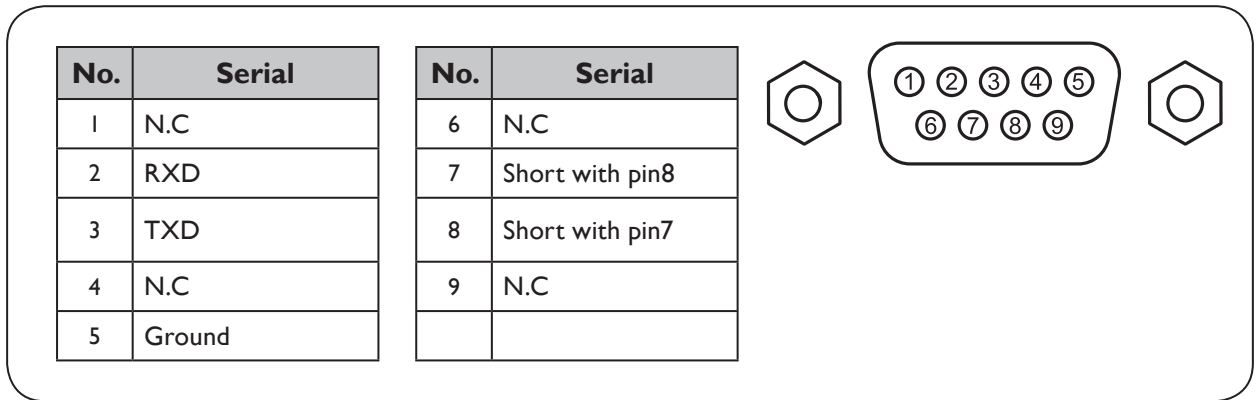 No. Serial
1 N.C
2 RXD
3 TXD
4 N.C
5 Ground
No. Serial
6 N.C
7 Short with pin8
8 Short with pin7
9 N.C
1 2 3 4 5
6 7 8 9